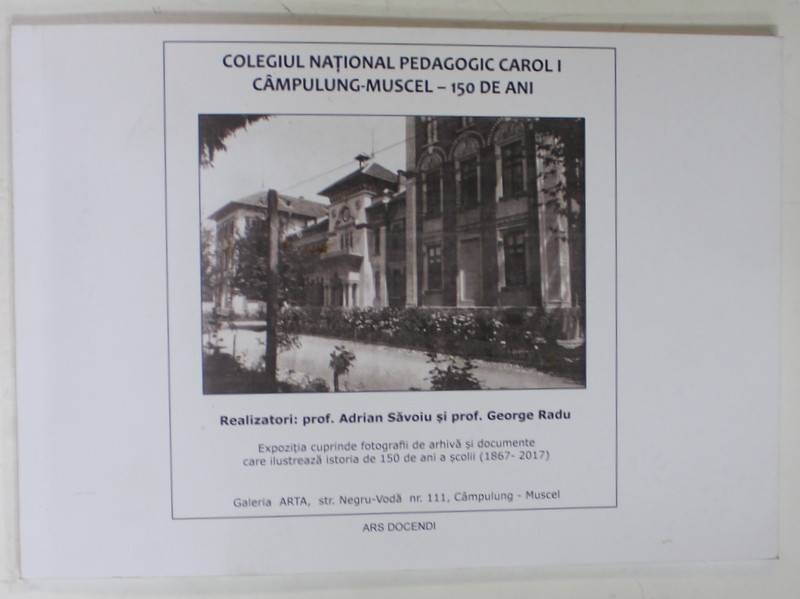 COLEGIUL NAȚIONAL PEDAGOGIC CAROL I
CÂMPULUNG-MUSCEL – 150 DE ANI
Realizatori: prof. Adrian Săvoiu și prof. George Radu
Expoziția cuprinde fotografii de arhivă și documente
care ilustrează istoria de 150 de ani a școlii (1867- 2017)
Galeria ARTA, str. Negru-Vodă nr. 111, Câmpulung - Muscel
ARS DOCENDI